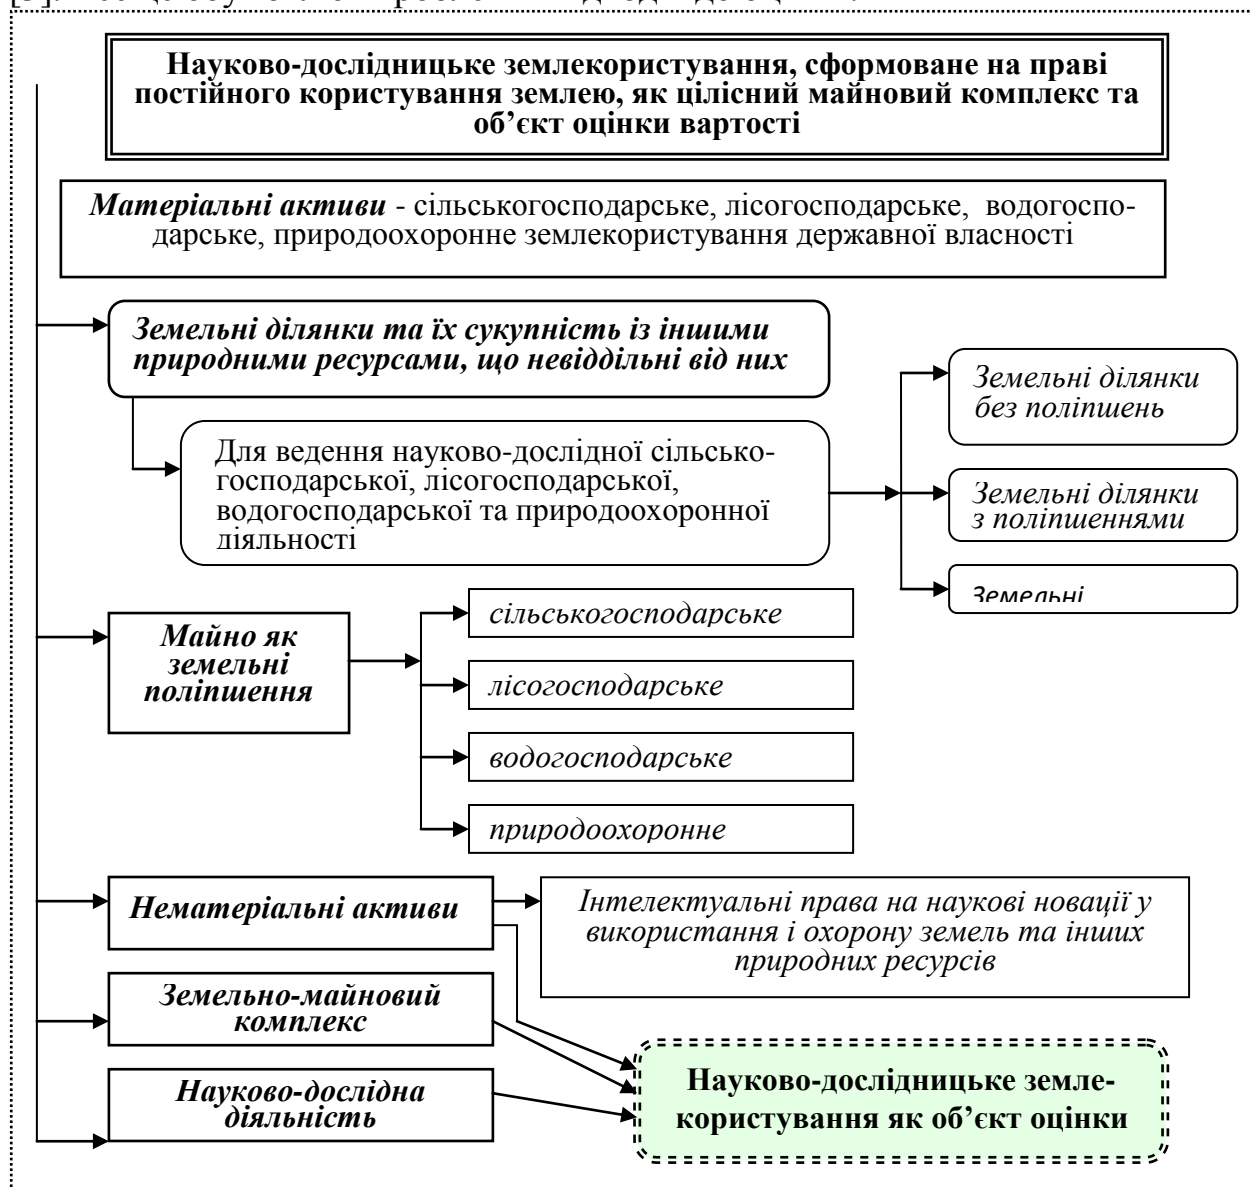 Науково-дослідницьке землекористування, сформоване на праві
постійного користування землею, як цілісний майновий комплекс та
об’єкт оцінки вартості
Матеріальні активи - сільськогосподарське, лісогосподарське, водогоспо-
дарське, природоохоронне землекористування державної власності
Земельні ділянки та їх сукупність із іншими
природними ресурсами, що невіддільні від них
Для ведення науково-дослідної сільсько-
господарської, лісогосподарської,
водогосподарської та природоохоронної
діяльності
Земельні ділянки
без поліпшень
Земельні ділянки
з поліпшеннями
Земельні
Майно як
земельні
поліпшення
сільськогосподарське
лісогосподарське
водогосподарське
природоохоронне
Нематеріальні активи
Інтелектуальні права на наукові новації у
використання і охорону земель та інших
природних ресурсів
Земельно-майновий
комплекс
Науково-дослідна
діяльність
Науково-дослідницьке земле-
користування як об’єкт оцінки